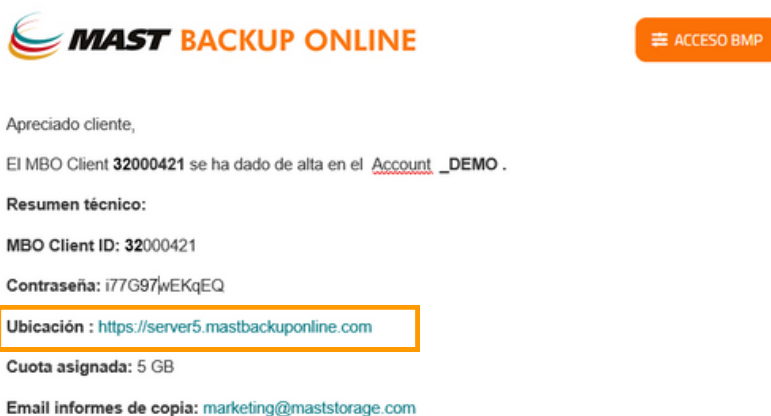 MAST BACKUP ONLINE
ACCESO BMP
Apreciado cliente,
El MBO Client 32000421 se ha dado de alta en el Account _DEMO .
Resumen técnico:
MBO Client ID: 32000421
Contraseña: i77G97wEKqEQ
Ubicación : https://server5.mastbackuponline.com
Cuota asignada: 5 GB
Email informes de copia: marketing@maststorage.com